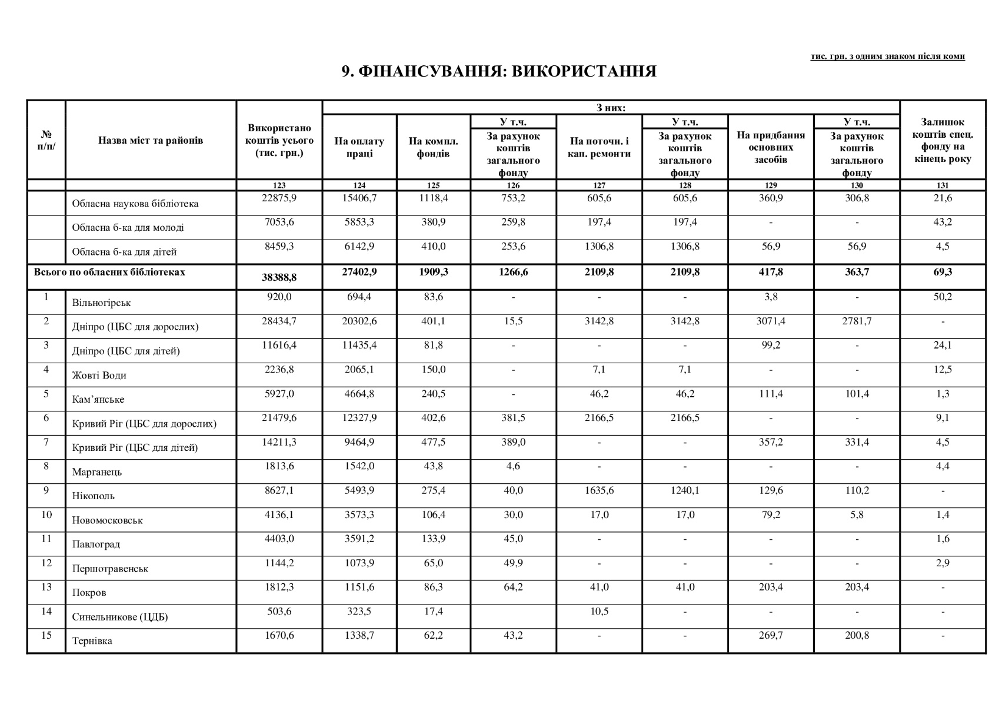 тис. грн. з одним знаком після коми
9. ФІНАНСУВАННЯ: ВИКОРИСТАННЯ
№ п/п/ Назва міст та районів Використано коштів усього (тис. грн.) З них: Залишок коштів спец. фонду на кінець року
На оплату праці На компл. фондів У т.ч. За рахунок коштів загального фонду На поточн. і кап. ремонти У т.ч. За рахунок коштів загального фонду На придбання основних засобів У т.ч. За рахунок коштів загального фонду
123 124 125 126 127 128 129 130 131
Обласна наукова бібліотека 22875,9 15406,7 1118,4 753,2 605,6 605,6 360,9 306,8 21,6
Обласна б-ка для молоді 7053,6 5853,3 380,9 259,8 197,4 197,4 - - 43,2
Обласна б-ка для дітей 8459,3 6142,9 410,0 253,6 1306,8 1306,8 56,9 56,9 4,5
Всього по обласних бібліотеках 38388,8 27402,9 1909,3 1266,6 2109,8 2109,8 417,8 363,7 69,3
1 Вільногірськ 920,0 694,4 83,6 - - - 3,8 - 50,2
2 Дніпро (ЦБС для дорослих) 28434,7 20302,6 401,1 15,5 3142,8 3142,8 3071,4 2781,7 -
3 Дніпро (ЦБС для дітей) 11616,4 11435,4 81,8 - - - 99,2 - 24,1
4 Жовті Води 2236,8 2065,1 150,0 - 7,1 7,1 - - 12,5
5 Кам’янське 5927,0 4664,8 240,5 - 46,2 46,2 111,4 101,4 1,3
6 Кривий Ріг (ЦБС для дорослих) 21479,6 12327,9 402,6 381,5 2166,5 2166,5 - - 9,1
7 Кривий Ріг (ЦБС для дітей) 14211,3 9464,9 477,5 389,0 - - 357,2 331,4 4,5
8 Марганець 1813,6 1542,0 43,8 4,6 - - - - 4,4
9 Нікополь 8627,1 5493,9 275,4 40,0 1635,6 1240,1 129,6 110,2 -
10 Новомосковськ 4136,1 3573,3 106,4 30,0 17,0 17,0 79,2 5,8 1,4
11 Павлоград 4403,0 3591,2 133,9 45,0 - - - - 1,6
12 Першотравенськ 1144,2 1073,9 65,0 49,9 - - - - 2,9
13 Покров 1812,3 1151,6 86,3 64,2 41,0 41,0 203,4 203,4 -
14 Синельникове (ЦДБ) 503,6 323,5 17,4 10,5 - - - -
15 Тернівка 1670,6 1338,7 62,2 43,2 - - 269,7 200,8 -